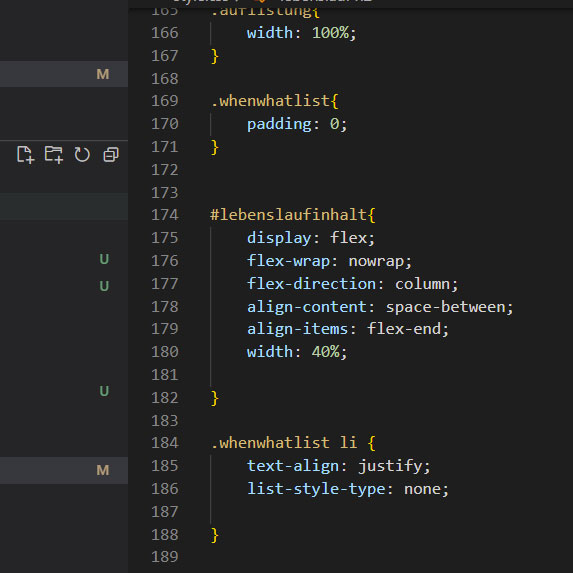 165 .auflistung{
166 width: 100%;
167 }
M
168
169 .whenwhatlist{
170 padding: 0;
171 }
172
173
174 #lebenslaufinhalt{
175 display: flex;
U
176 flex-wrap: nowrap;
U
177 flex-direction: column;
178 align-content: space-between;
179 align-items: flex-end;
180 width: 40%;
181
U
182 }
183
184 .whenwhatlist li {
M
185 text-align: justify;
186 list-style-type: none;
187
188 }
189